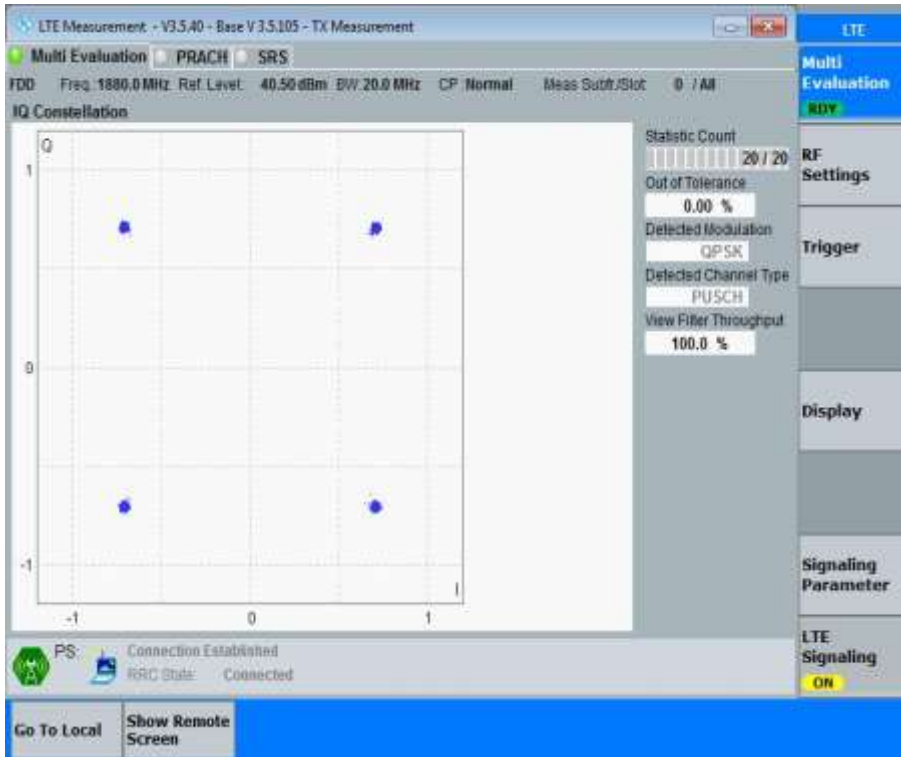 LTE Measurement - V3.5.40 - Base V 3.5.105 - TX Measurement
Multi Evaluation PRACH SRS
FDD Freq.: 1880.0 MHz Ref. Level: 40.50 dBm BW: 20.0 MHz CP: Normal Meas Subfr./Slot: 0 / All
IQ Constellation
Q
1
0
-1
-1 0 1
I
Statistic Count
20 / 20
Out of Tolerance
0.00 %
Detected Modulation
QPSK
Detected Channel Type
PUSCH
View Filter Throughput
100.0 %
PS: Connection Established
RRC State: Connected
LTE
Multi
Evaluation
RDY
RF
Settings
Trigger
Display
Signaling
Parameter
LTE
Signaling
ON
Go To Local
Show Remote
Screen